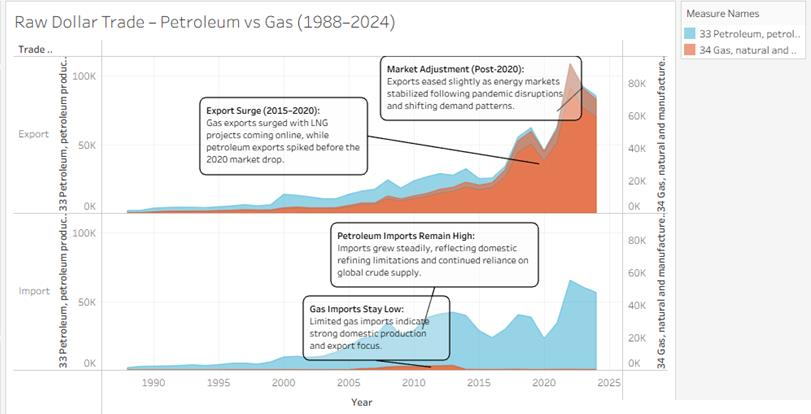 Raw Dollar Trade – Petroleum vs Gas (1988–2024)
Measure Names
33 Petroleum, petrol..
34 Gas, natural and ..
Trade ..
Export
33 Petroleum, petroleum produc..
100K
50K
0K
Market Adjustment (Post-2020):
Exports eased slightly as energy markets
stabilized following pandemic disruptions
and shifting demand patterns.
Export Surge (2015–2020):
Gas exports surged with LNG
projects coming online, while
petroleum exports spiked before the
2020 market drop.
80K
60K
40K
20K
0K
34 Gas, natural and manufacture..
Import
33 Petroleum, petroleum produc..
100K
50K
0K
Petroleum Imports Remain High:
Imports grew steadily, reflecting domestic
refining limitations and continued reliance on
global crude supply.
Gas Imports Stay Low:
Limited gas imports indicate
strong domestic production
and export focus.
80K
60K
40K
20K
0K
34 Gas, natural and manufacture..
1990
1995
2000
2005
2010
2015
2020
2025
Year